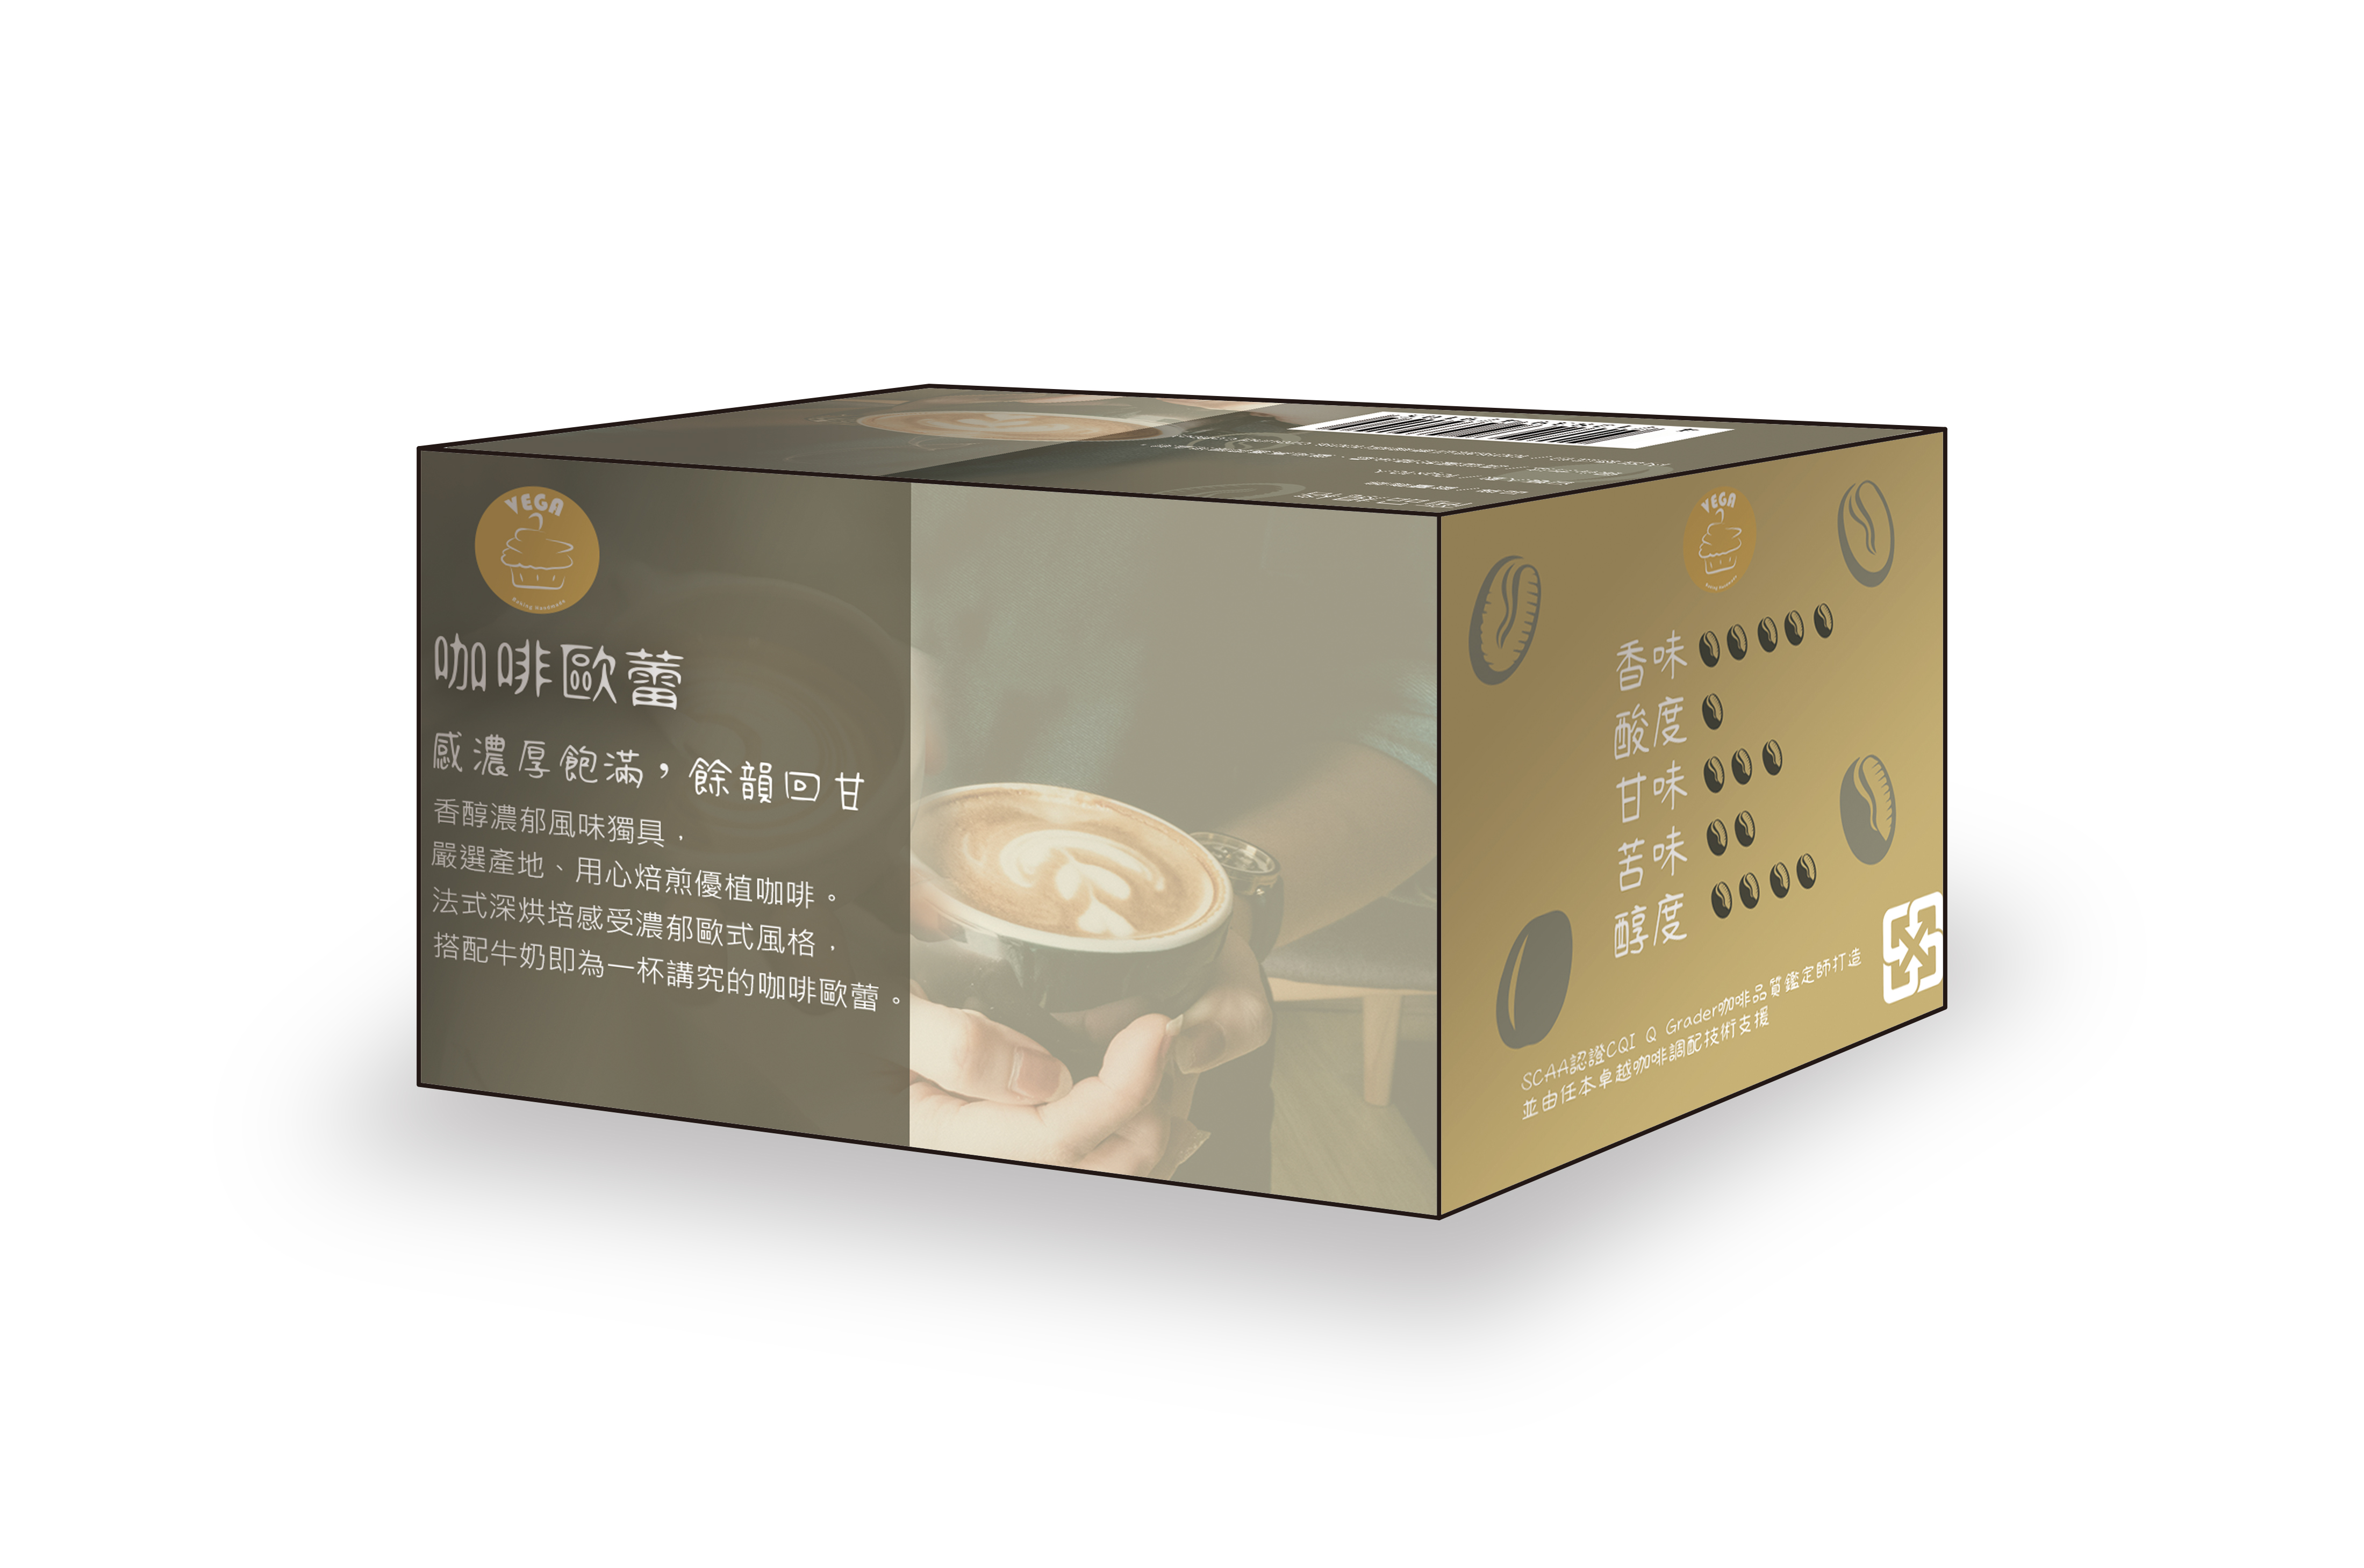 VEGA
Baking handmade
咖啡歐蕾
感濃厚飽滿，餘韻回甘
香醇濃郁風味獨具，
嚴選產地、用心焙煎優植咖啡。
法式深烘培感受濃郁歐式風格，
搭配牛奶即為一杯講究的咖啡歐蕾。
VEGA
Baking handmade
香味
酸度
甘味
苦味
醇度
SCAA認證CQI Q Grader咖啡品質鑑定師打造
並由任本卓越咖啡調配技術支援